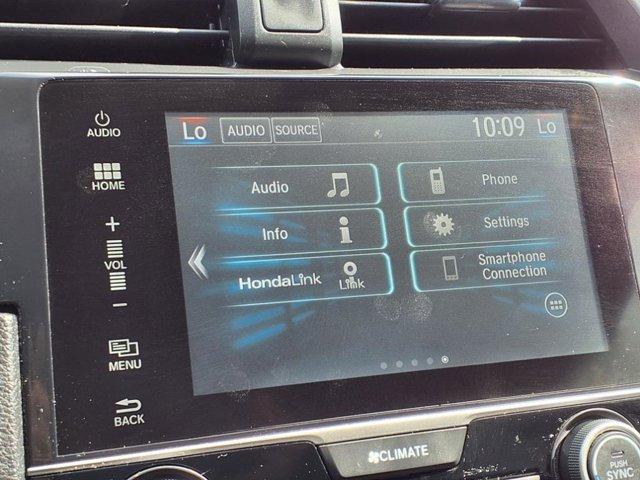 AUDIO
HOME
+
VOL
−
MENU
BACK
Lo AUDIO SOURCE 10:09 Lo
Audio
Info
HondaLink Link
Phone
Settings
Smartphone
Connection
CLIMATE
PUSH
SYNC